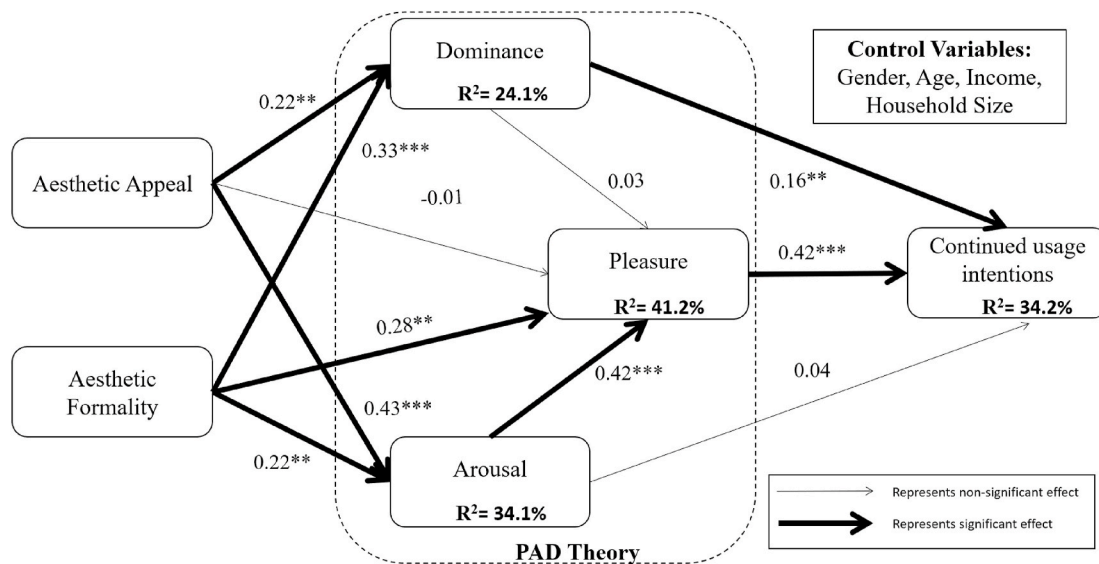 Dominance
R²= 24.1%
Control Variables:
Gender, Age, Income,
Household Size
0.22**
0.33***
Aesthetic Appeal
-0.01
0.03
0.16**
Pleasure
R²= 41.2%
0.42***
Continued usage
intentions
R²= 34.2%
Aesthetic
Formality
0.28**
0.42***
0.04
0.43***
0.22**
Arousal
R²= 34.1%
PAD Theory
Represents non-significant effect
Represents significant effect